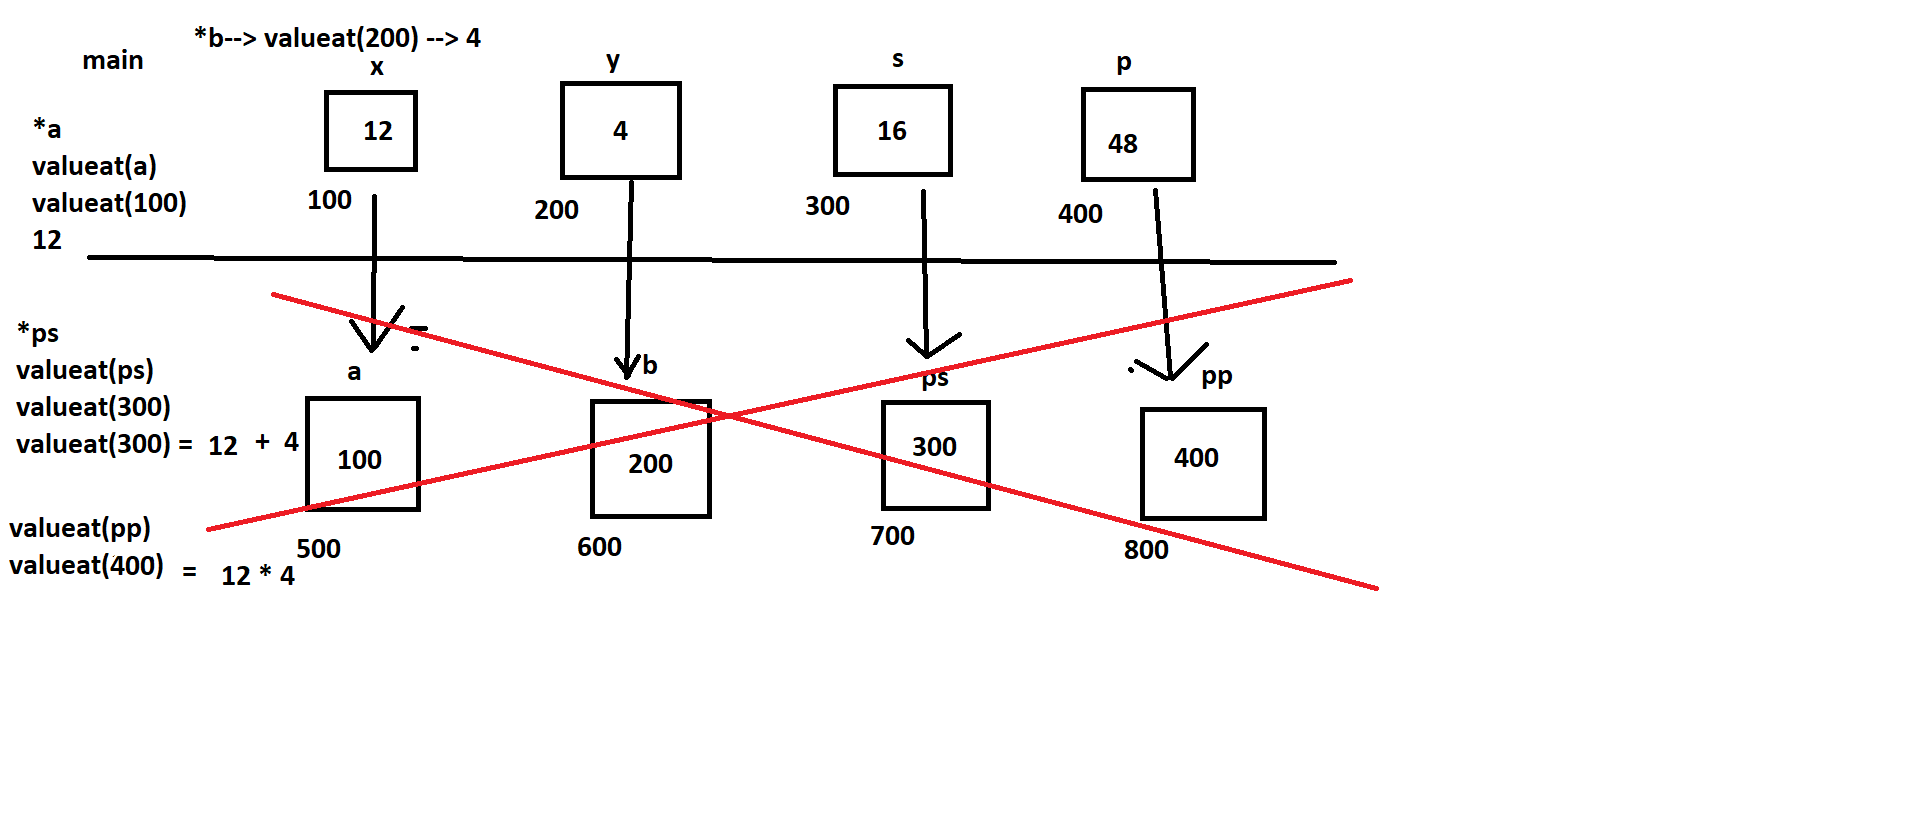 *b--> valueat(200) --> 4
main
x
y
s
p
12
4
16
48
100
200
300
400
*a
valueat(a)
valueat(100)
12
*ps
valueat(ps)
valueat(300)
valueat(300) = 12 + 4
a
b
ps
pp
100
200
300
400
500
600
700
800
valueat(pp)
valueat(400) = 12 * 4